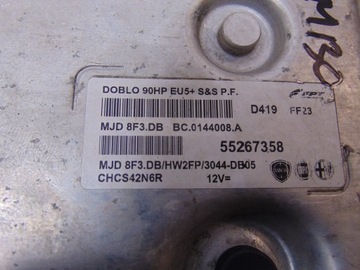 DOBLO 90HP EU5+ S&S P.F.
D419 FF23
MJD 8F3.DB BC.0144008.A
55267358
MJD 8F3.DB/HW2FP/3044-DB05
CHCS42N6R 12V=